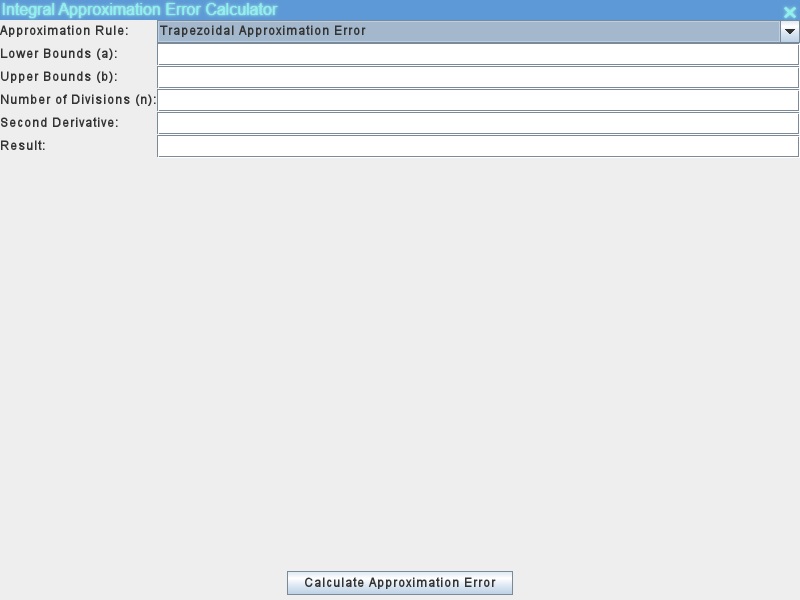 Integral Approximation Error Calculator
Approximation Rule: Trapezoidal Approximation Error
Lower Bounds (a):
Upper Bounds (b):
Number of Divisions (n):
Second Derivative:
Result:
Calculate Approximation Error